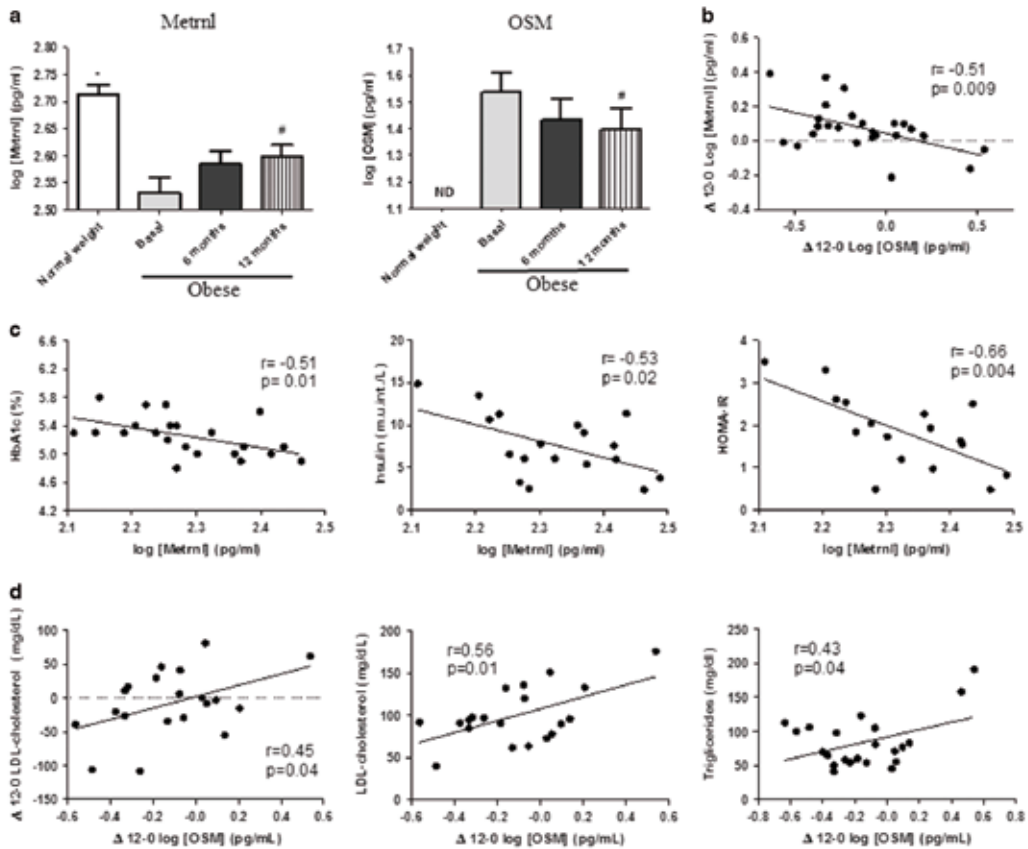 a
Metrnl
log [Metrnl] (pg/ml)
2.80
2.75
2.70
2.65
2.60
2.55
2.50
*
#
Normal weight
Basal
6 months
12 months
Obese
OSM
log [OSM] (pg/ml)
1.7
1.6
1.5
1.4
1.3
1.2
1.1
ND
#
Normal weight
Basal
6 months
12 months
Obese
b
Δ 12-0 Log [Metrnl] (pg/ml)
0.6
0.4
0.2
0.0
-0.2
-0.4
r= -0.51
p= 0.009
-0.5 0.0 0.5
Δ 12-0 Log [OSM] (pg/ml)
c
HbA1c (%)
6.6
6.2
5.8
5.4
5.0
4.6
4.2
r= -0.51
p= 0.01
2.1 2.2 2.3 2.4 2.5
log [Metrnl] (pg/ml)
Insulin (m.u.int./L)
20
15
10
5
0
r= -0.53
p= 0.02
2.1 2.2 2.3 2.4 2.5
log [Metrnl] (pg/ml)
HOMA-IR
4
3
2
1
0
r= -0.66
p= 0.004
2.1 2.2 2.3 2.4 2.5
log [Metrnl] (pg/ml)
d
Δ 12-0 LDL-cholesterol (mg/dL)
100
50
0
-50
-100
-150
r=0.45
p=0.04
-0.6 -0.4 -0.2 -0.0 0.2 0.4 0.6
Δ 12-0 log [OSM] (pg/mL)
LDL-cholesterol (mg/dL)
200
150
100
50
0
r=0.56
p=0.01
-0.6 -0.4 -0.2 -0.0 0.2 0.4 0.6
Δ 12-0 log [OSM] (pg/mL)
Triglicerides (mg/dl)
250
200
150
100
50
0
r=0.43
p=0.04
-0.8 -0.6 -0.4 -0.2 -0.0 0.2 0.4 0.6 0.8
Δ 12-0 log [OSM] (pg/mL)